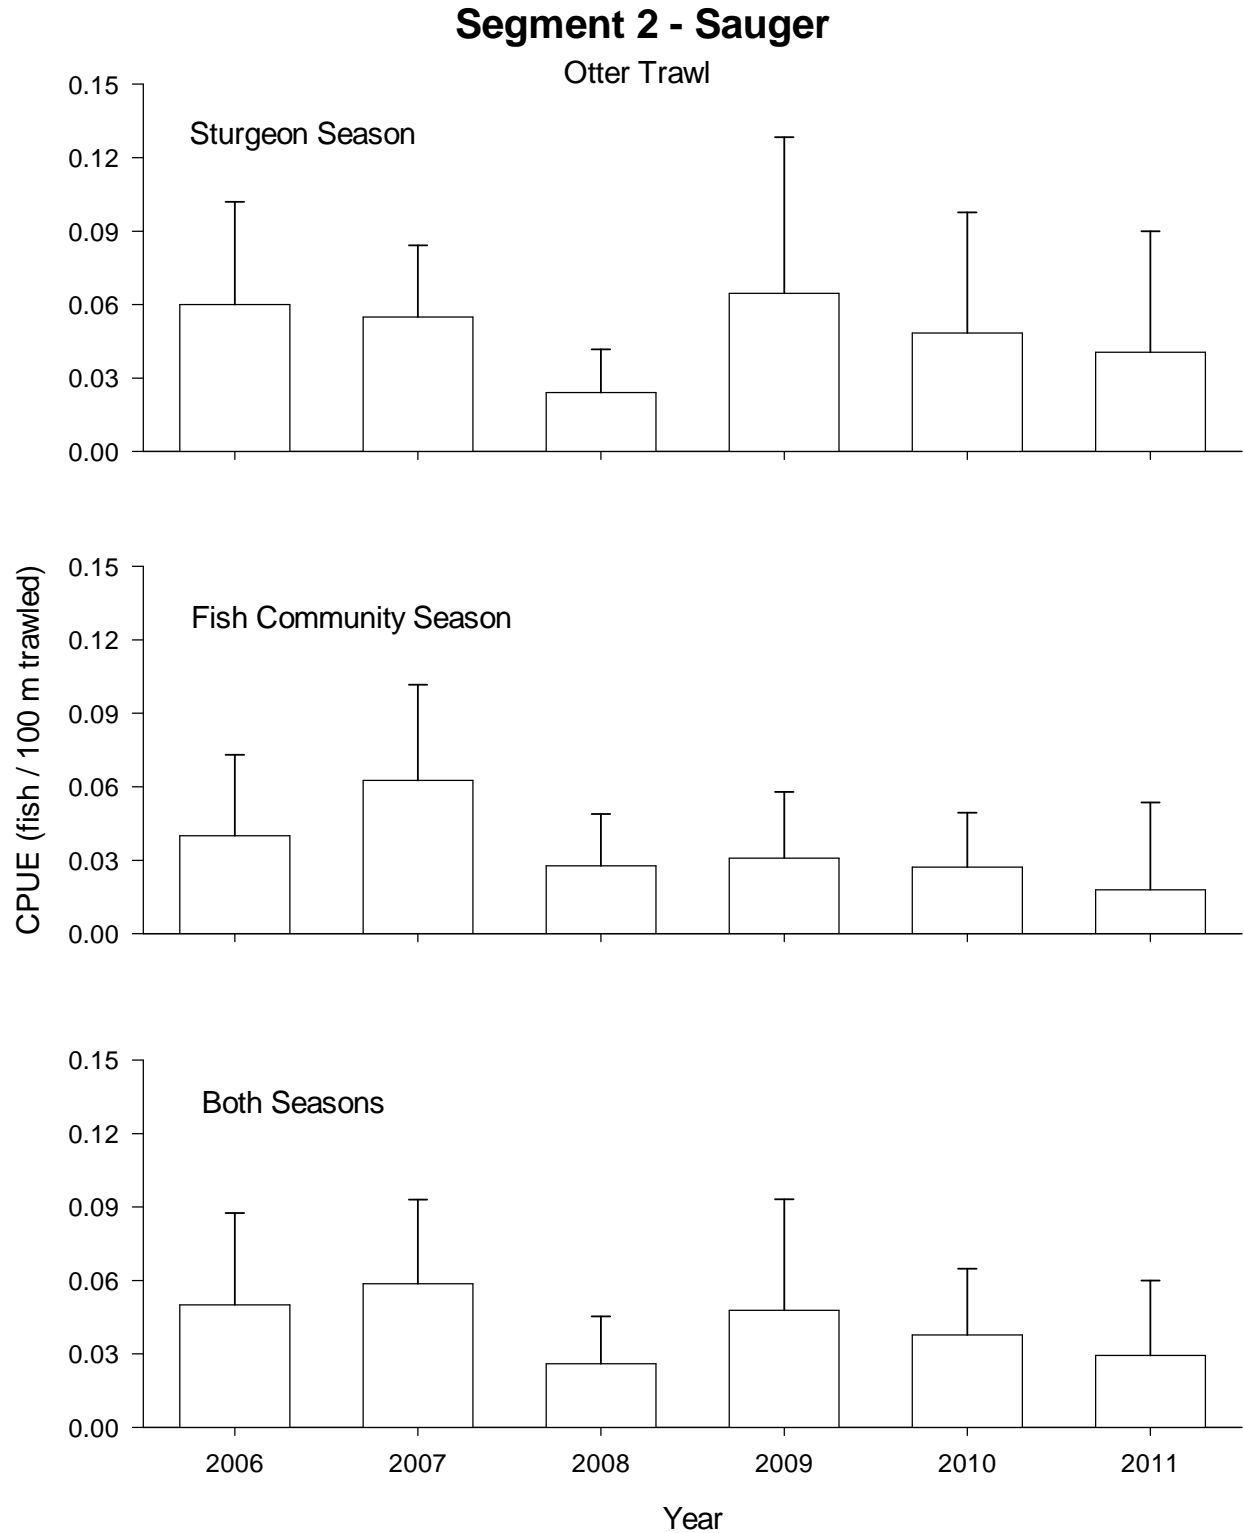 Segment 2 - Sauger
Otter Trawl
0.15
Sturgeon Season
0.12
0.09
0.06
0.03
0.00
CPUE (fish / 100 m trawled)
0.15
Fish Community Season
0.12
0.09
0.06
0.03
0.00
0.15
Both Seasons
0.12
0.09
0.06
0.03
0.00
2006 2007 2008 2009 2010 2011
Year